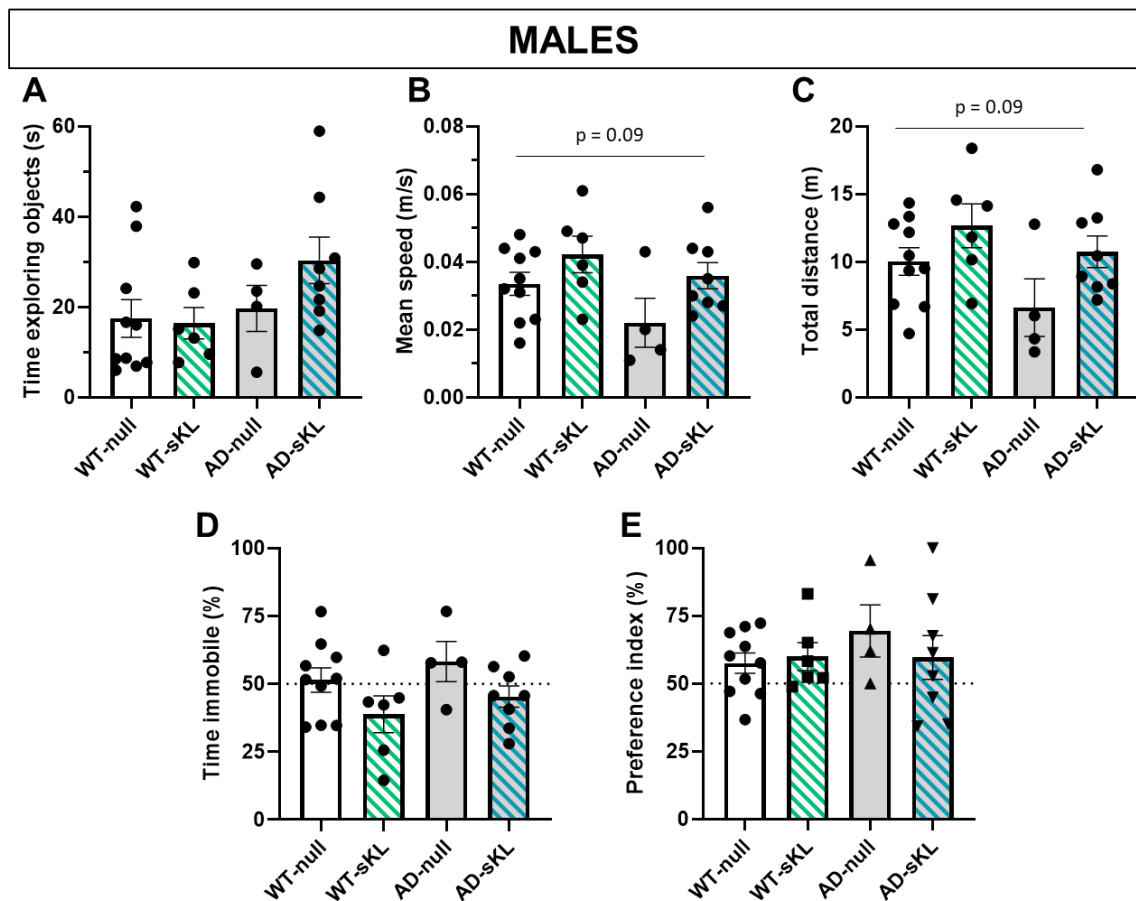 MALES
A
Time exploring objects (s)
60
40
20
0
WT-null
WT-sKL
AD-null
AD-sKL
B
Mean speed (m/s)
0.08
0.06
0.04
0.02
0.00
p = 0.09
WT-null
WT-sKL
AD-null
AD-sKL
C
Total distance (m)
20
15
10
5
0
p = 0.09
WT-null
WT-sKL
AD-null
AD-sKL
D
Time immobile (%)
100
75
50
25
0
WT-null
WT-sKL
AD-null
AD-sKL
E
Preference index (%)
100
75
50
25
0
WT-null
WT-sKL
AD-null
AD-sKL